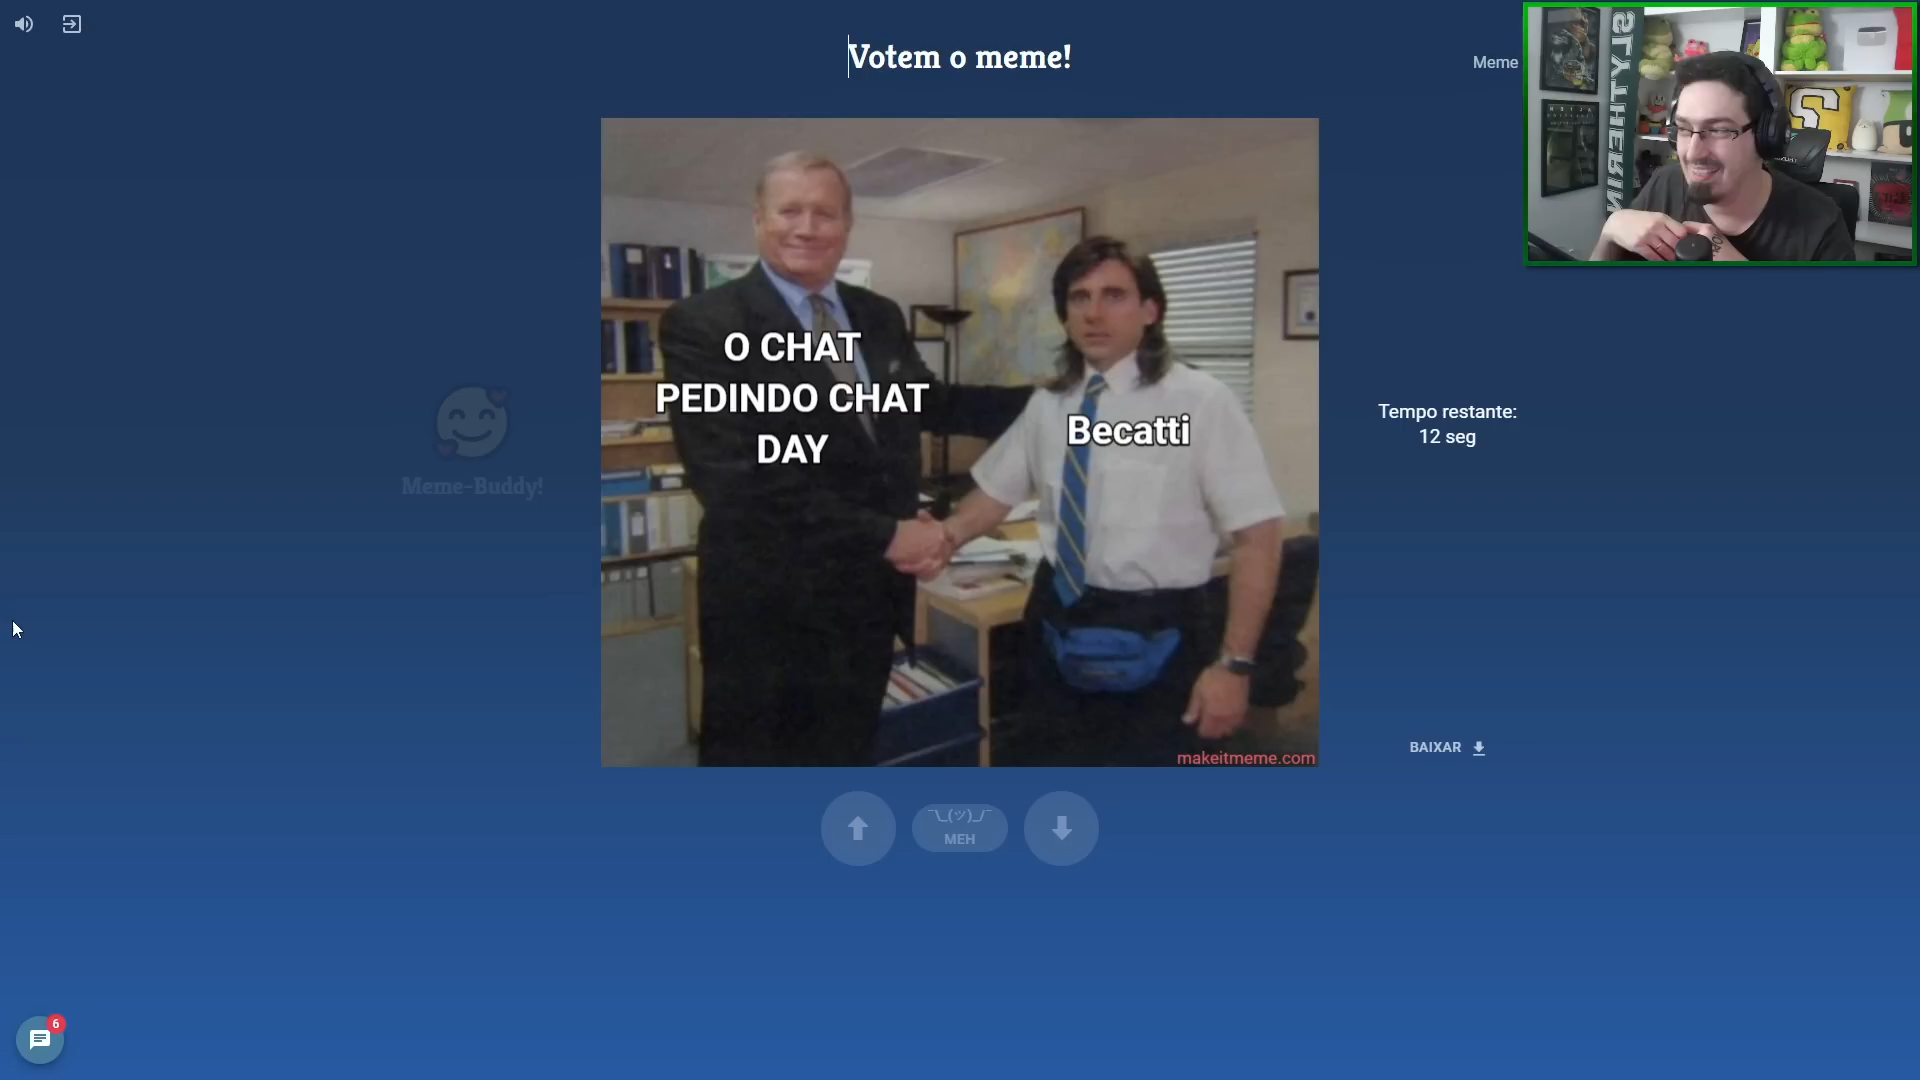 Votem o meme!
Meme
SLYTHERIN
O CHAT
PEDINDO CHAT
DAY
Becatti
Tempo restante:
12 seg
Meme-Buddy!
BAIXAR
makeitmeme.com
¯\_(ツ)_/¯
MEH
6